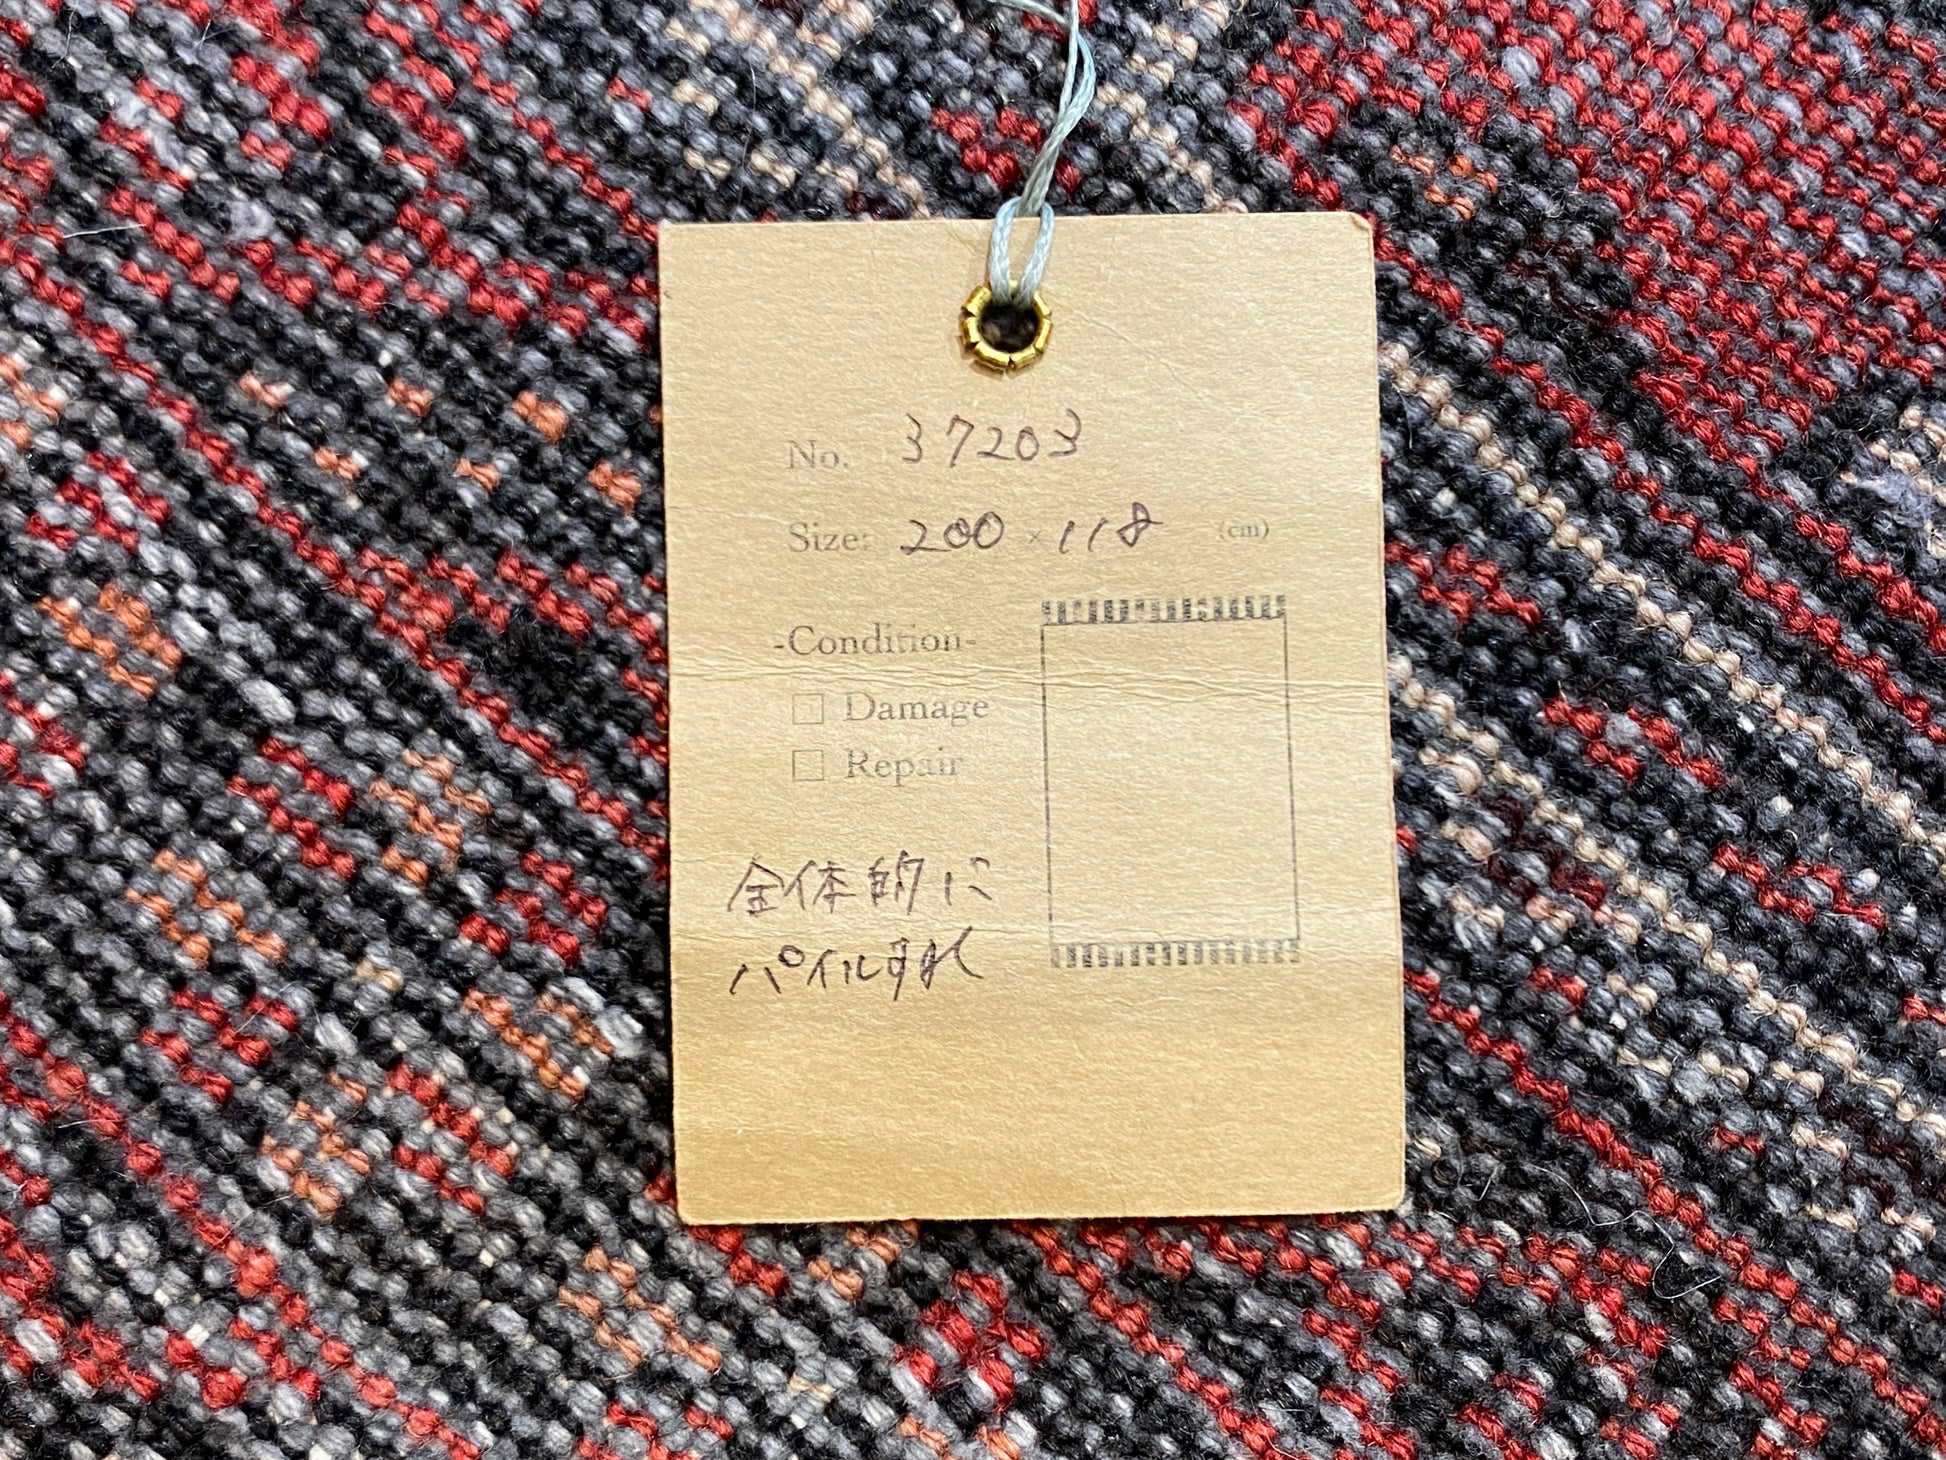 No. 37203
Size: 200 × 118 (cm)
-Condition-
□ Damage
□ Repair
全体的に
パイルすれ